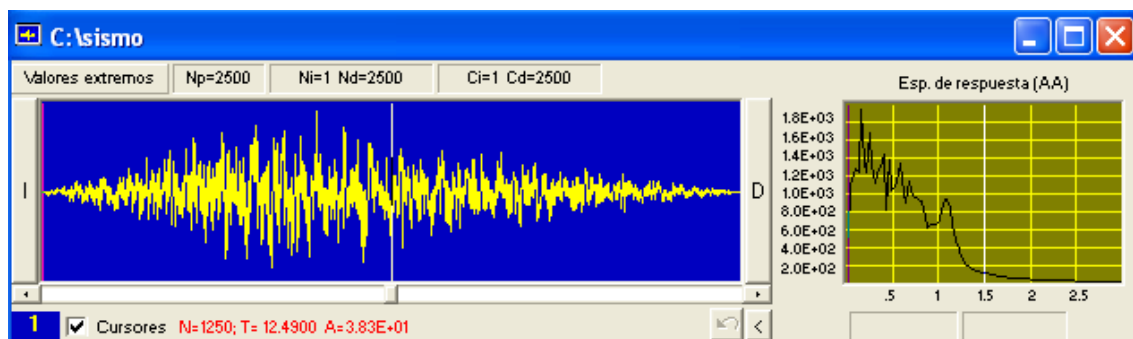 C:\sismo
Valores extremos Np=2500 Ni=1 Nd=2500 Ci=1 Cd=2500
Esp. de respuesta (AA)
I
D
1.8E+03
1.6E+03
1.4E+03
1.2E+03
1.0E+03
8.0E+02
6.0E+02
4.0E+02
2.0E+02
.5 1 1.5 2 2.5
1 Cursores N=1250; T= 12.4900 A=3.83E+01 <